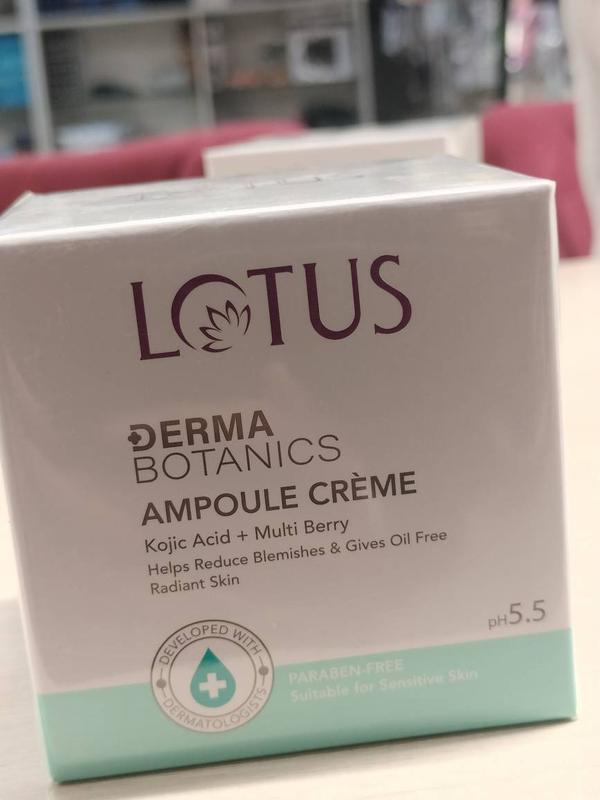 LOTUS
DERMA
BOTANICS
AMPOULE CRÈME
Kojic Acid + Multi Berry
Helps Reduce Blemishes & Gives Oil Free
Radiant Skin
pH5.5
DEVELOPED WITH
DERMATOLOGISTS
PARABEN-FREE
Suitable for Sensitive Skin